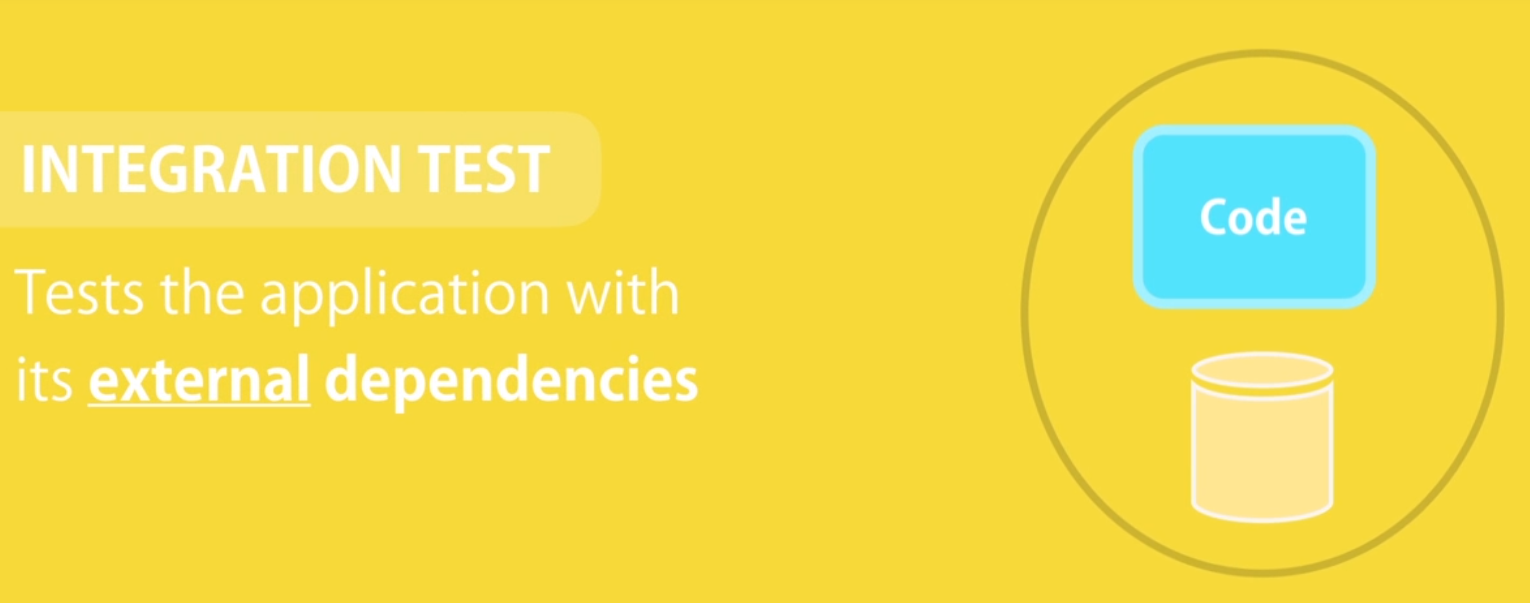 INTEGRATION TEST
Tests the application with
its external dependencies
Code